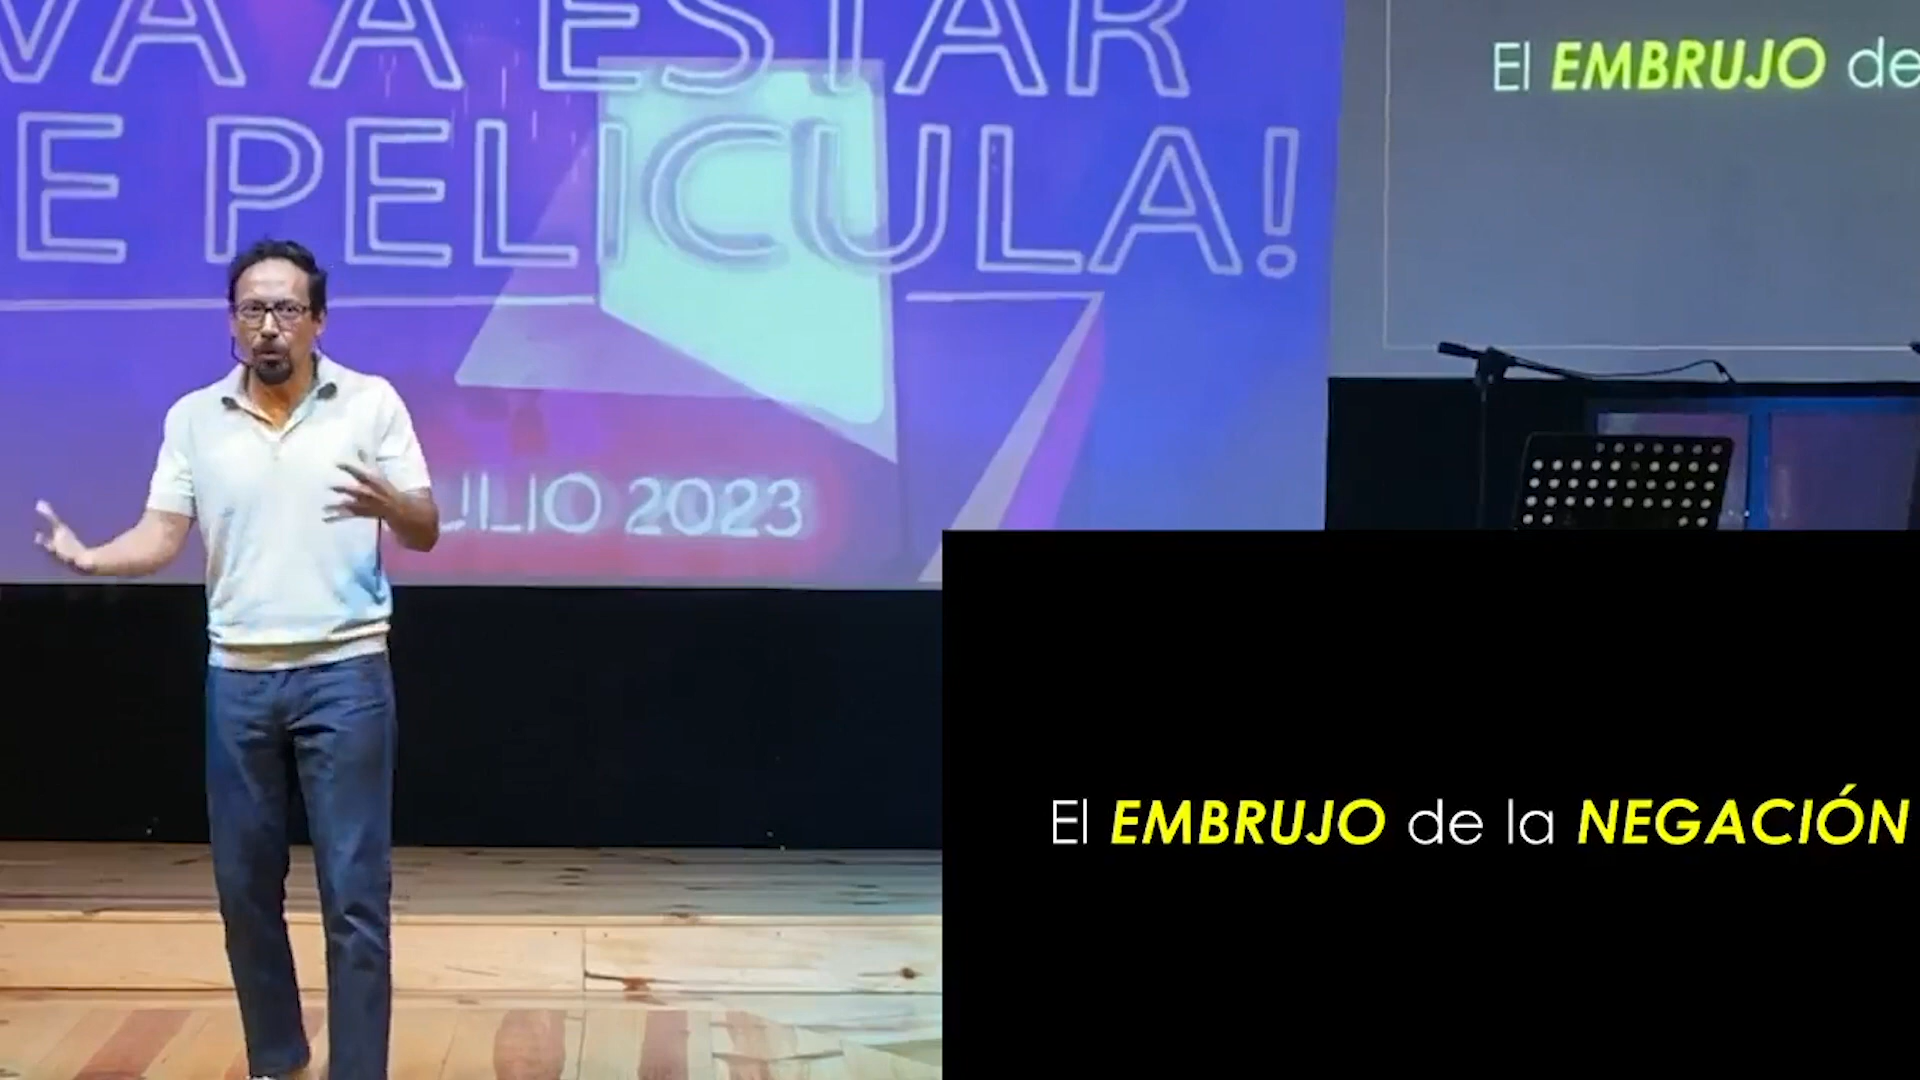 VA A ESTAR
E PELICULA!
ULIO 2023
El EMBRUJO de
El EMBRUJO de la NEGACIÓN